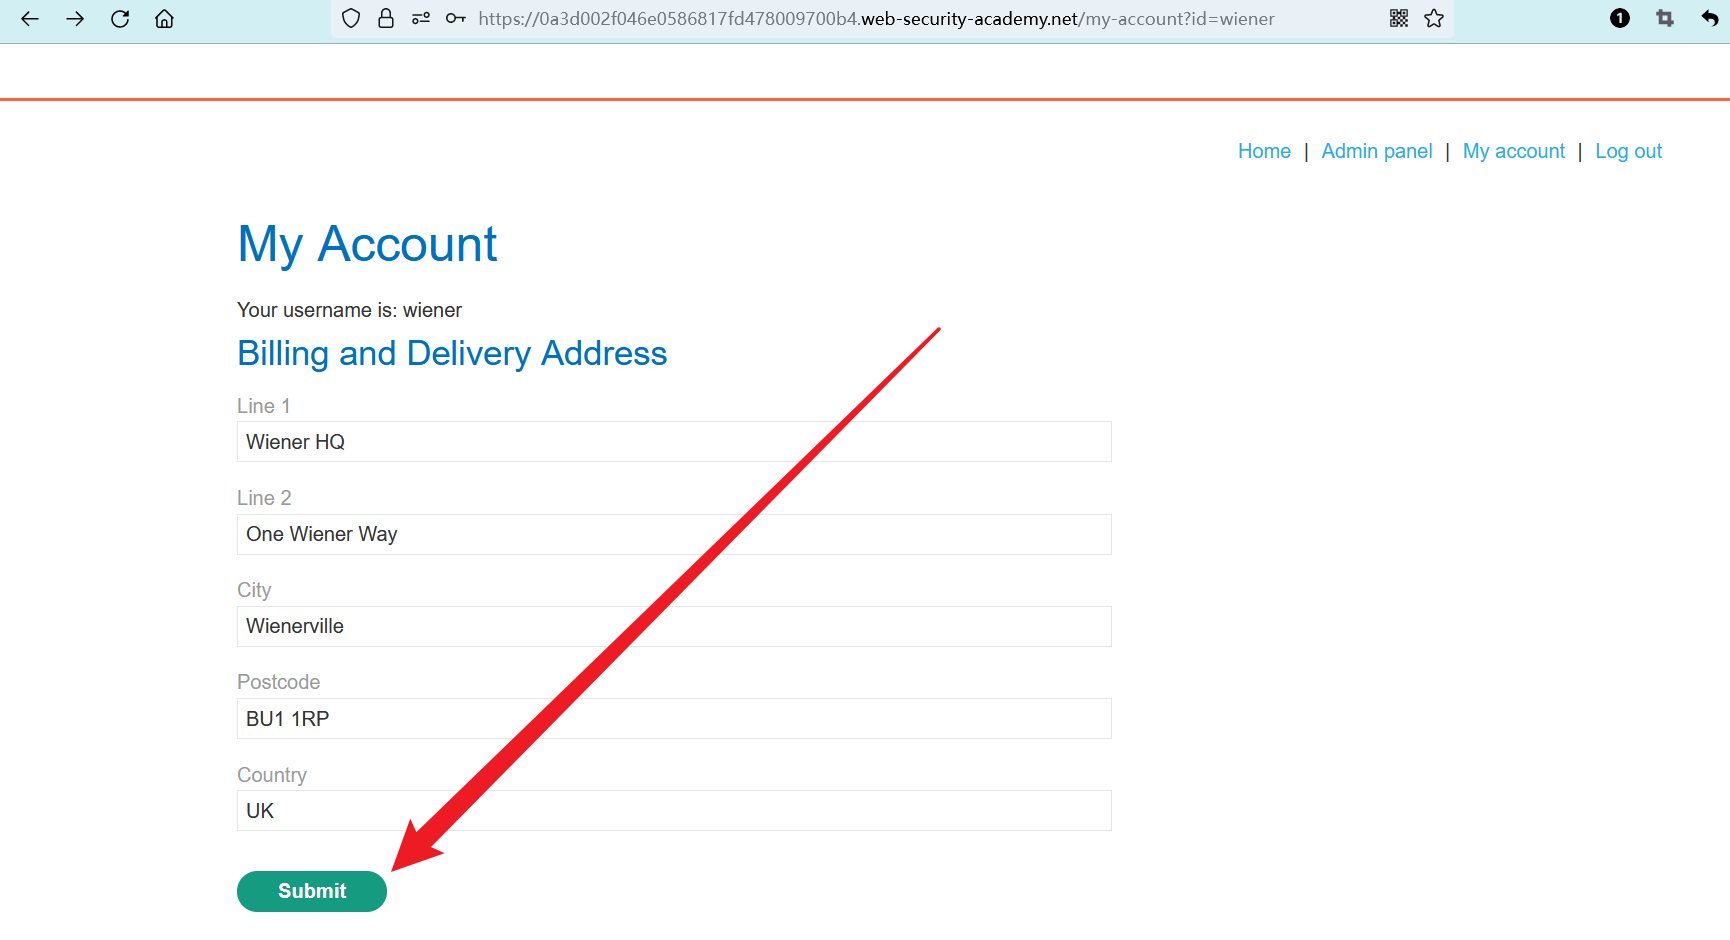 https://0a3d002f046e0586817fd478009700b4.web-security-academy.net/my-account?id=wiener
1
Home | Admin panel | My account | Log out
My Account
Your username is: wiener
Billing and Delivery Address
Line 1
Wiener HQ
Line 2
One Wiener Way
City
Wienerville
Postcode
BU1 1RP
Country
UK
Submit